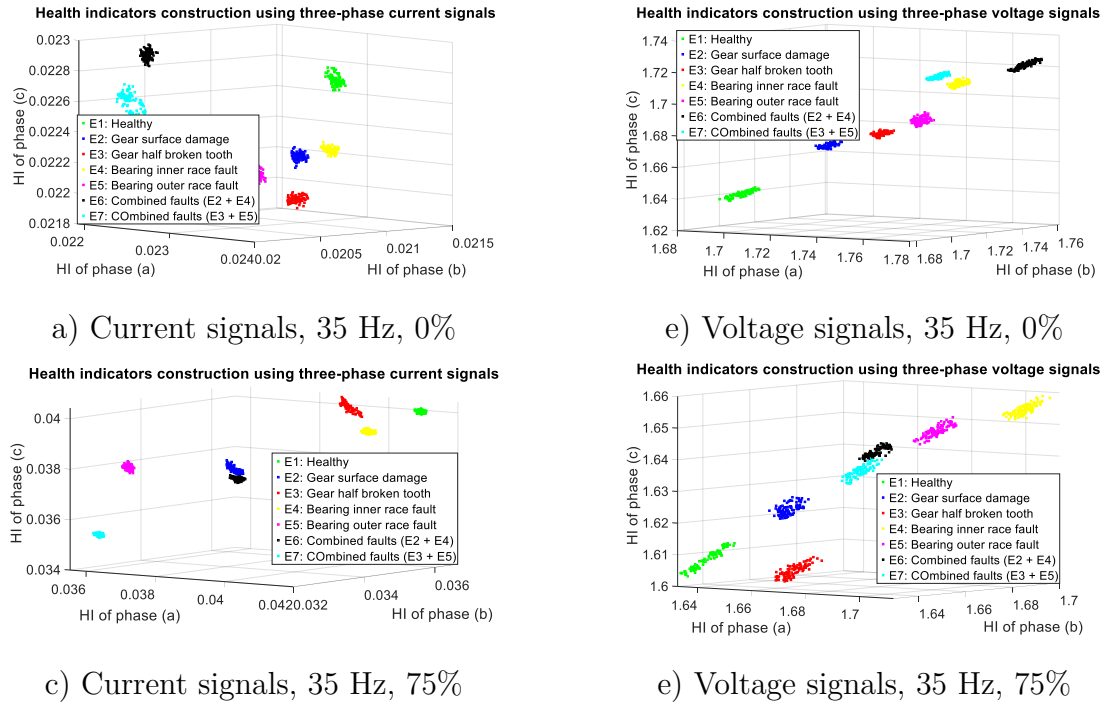 Health indicators construction using three-phase current signals
0.023
0.0228
0.0226
0.0224
0.0222
0.022
0.0218
HI of phase (c)
E1: Healthy
E2: Gear surface damage
E3: Gear half broken tooth
E4: Bearing inner race fault
E5: Bearing outer race fault
E6: Combined faults (E2 + E4)
E7: COmbined faults (E3 + E5)
0.022
0.023
0.0240.02
0.0205
0.021
0.0215
HI of phase (a)
HI of phase (b)
a) Current signals, 35 Hz, 0%
Health indicators construction using three-phase voltage signals
1.74
1.72
1.7
1.68
1.66
1.64
1.62
HI of phase (c)
E1: Healthy
E2: Gear surface damage
E3: Gear half broken tooth
E4: Bearing inner race fault
E5: Bearing outer race fault
E6: Combined faults (E2 + E4)
E7: COmbined faults (E3 + E5)
1.68
1.7
1.72
1.74
1.76
1.78
1.68
1.7
1.72
1.74
1.76
HI of phase (a)
HI of phase (b)
e) Voltage signals, 35 Hz, 0%
Health indicators construction using three-phase current signals
0.04
0.038
0.036
0.034
HI of phase (c)
E1: Healthy
E2: Gear surface damage
E3: Gear half broken tooth
E4: Bearing inner race fault
E5: Bearing outer race fault
E6: Combined faults (E2 + E4)
E7: COmbined faults (E3 + E5)
0.036
0.038
0.04
0.0420.032
0.034
0.036
HI of phase (a)
HI of phase (b)
c) Current signals, 35 Hz, 75%
Health indicators construction using three-phase voltage signals
1.66
1.65
1.64
1.63
1.62
1.61
1.6
HI of phase (c)
E1: Healthy
E2: Gear surface damage
E3: Gear half broken tooth
E4: Bearing inner race fault
E5: Bearing outer race fault
E6: Combined faults (E2 + E4)
E7: COmbined faults (E3 + E5)
1.64
1.66
1.68
1.7
1.64
1.66
1.68
1.7
HI of phase (a)
HI of phase (b)
e) Voltage signals, 35 Hz, 75%